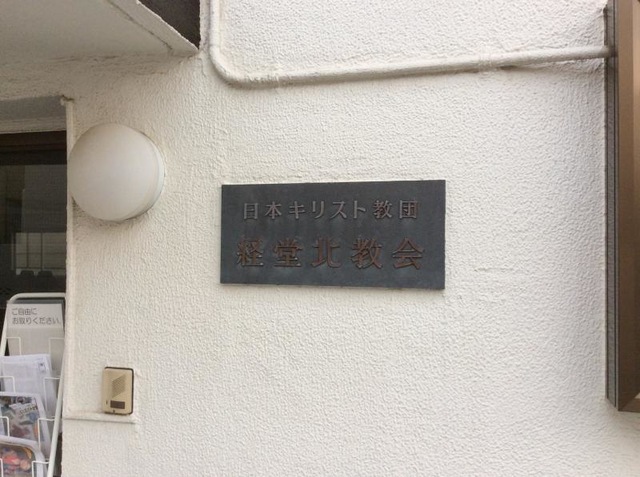 日本キリスト教団
経堂北教会
ご自由に
お取りください。